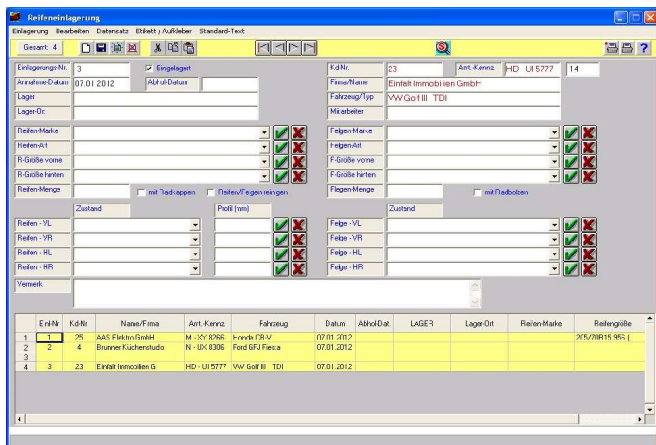 Reifeneinlagerung
Einlagerung Bearbeiten Datensatz Etikett / Aufkleber Standard-Text
Gesamt: 4
Einlagerungs-Nr. 3 Eingelagert Kd-Nr. 23 Amt.-Kennz HD - UI 5777 14
Annahme-Datum 07.01.2012 Abhol-Datum Firma/Name Einfalt Immobilien GmbH
Lager Fahrzeug/Typ VW Golf III TDI
Lager-Ort Mitarbeiter
Reifen-Marke Felgen-Marke
Reifen-Art Felgen-Art
R-Größe vorne F-Größe vorne
R-Größe hinten F-Größe hinten
Reifen-Menge mit Radkappen Reifen/Felgen reinigen Flegen-Menge mit Radbolzen
Zustand Profil (mm) Zustand
Reifen - VL Felge - VL
Reifen - VR Felge - VR
Reifen - HL Felge - HL
Reifen - HR Felge - HR
Vermerk
Einl-Nr Kd-Nr Name/Firma Amt.-Kennz Fahrzeug Datum Abhol-Dat. LAGER Lager-Ort Reifen-Marke Reifengröße
1 1 25 AAS Elektro GmbH M - XY 8266 Honda CR-V 07.01.2012
2 2 4 Brunner Küchenstudio N - UX 8306 Ford GFJ Fiesta 07.01.2012
3
4 3 23 Einfalt Immobilien G HD - UI 5777 VW Golf III TDI 07.01.2012